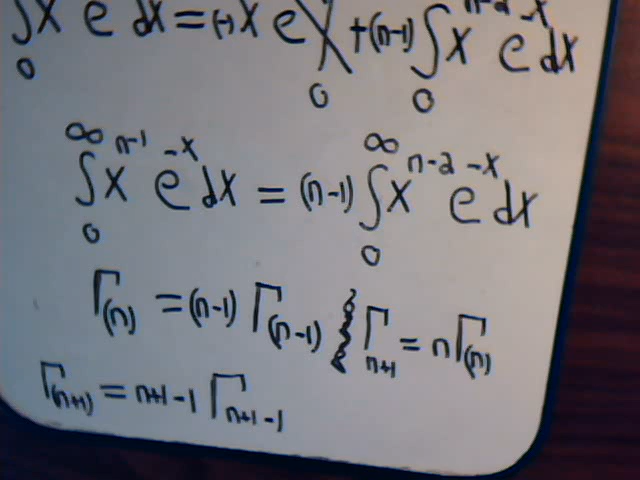 ∫₀ x e dx = (-)x e |₀ + (n-1) ∫₀ x^(n-2) e^(-x) dx
∫₀^∞ x^(n-1) e^(-x) dx = (n-1) ∫₀^∞ x^(n-2) e^(-x) dx
Γ(n) = (n-1) Γ(n-1) Γn+1 = n Γ(n)
Γ(n+1) = n+1-1 Γn+1-1